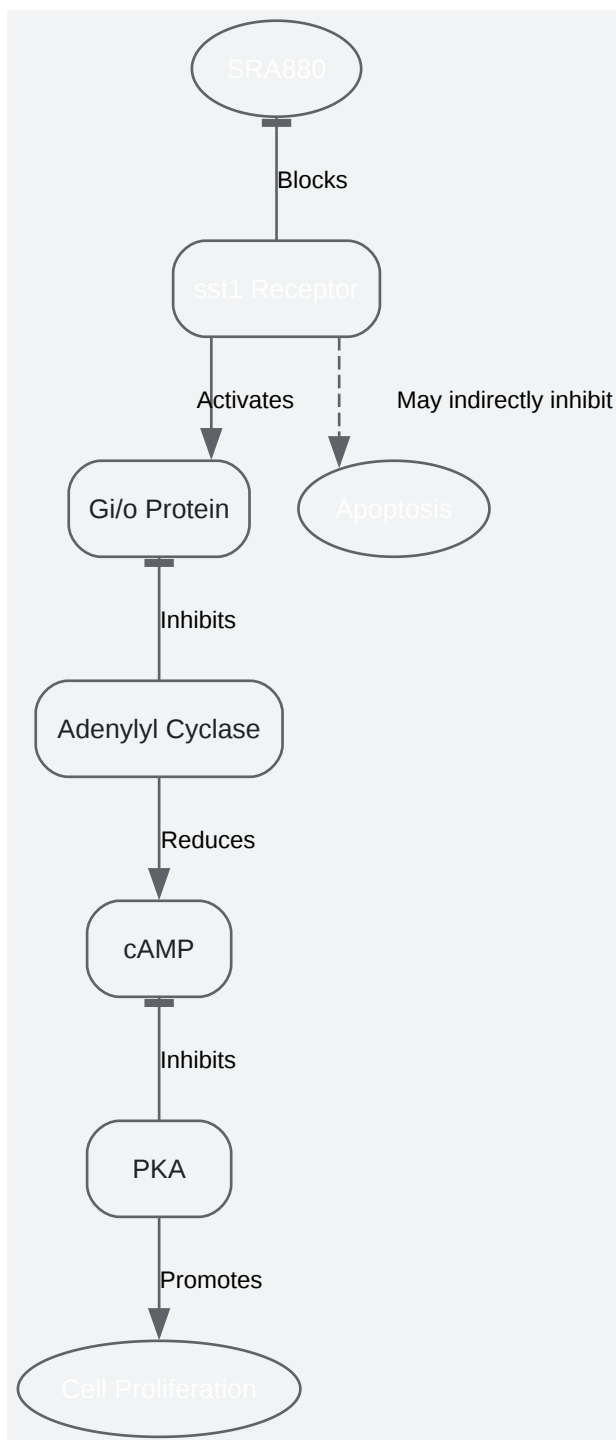 SRA880
Blocks
sst1 Receptor
Activates
May indirectly inhibit
Gi/o Protein
Apoptosis
Inhibits
Adenylyl Cyclase
Reduces
cAMP
Inhibits
PKA
Promotes
Cell Proliferation